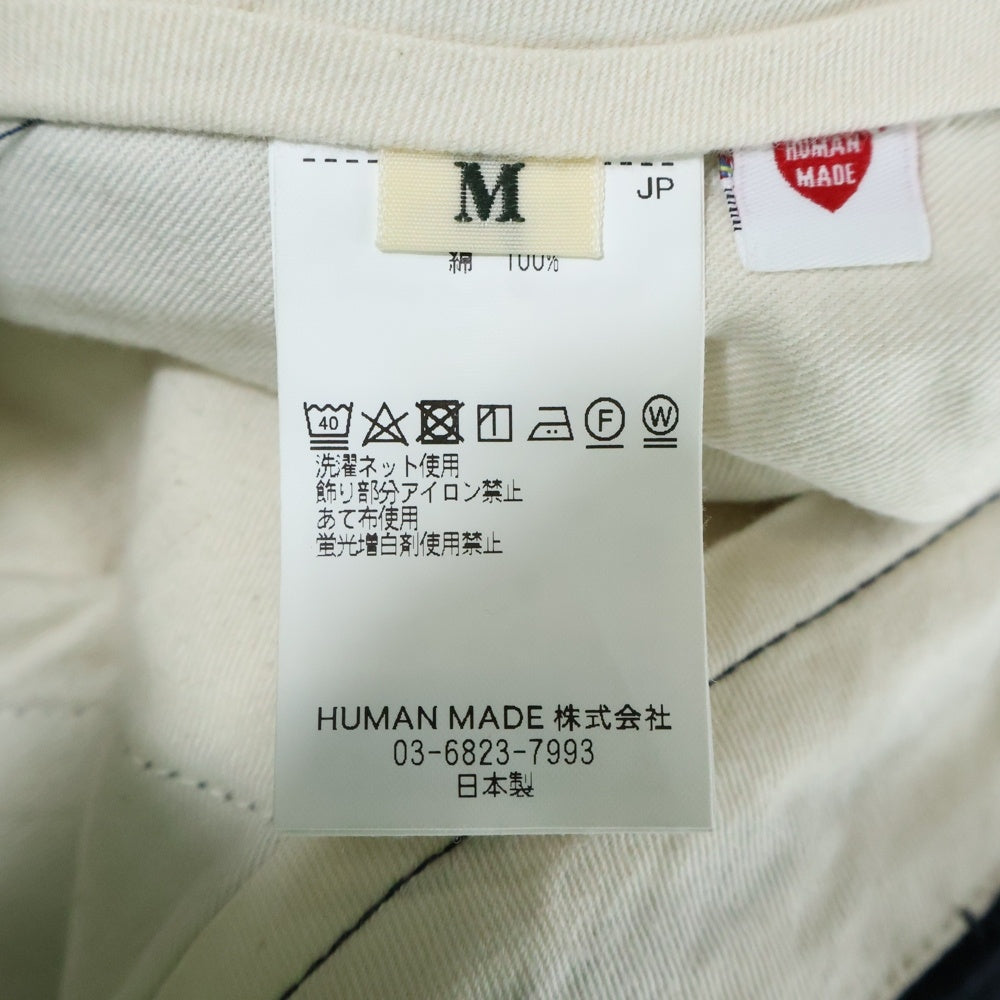 M
JP
HUMAN
MADE
綿 100%
40
F
W
洗濯ネット使用
飾り部分アイロン禁止
あて布使用
蛍光増白剤使用禁止
HUMAN MADE 株式会社
03-6823-7993
日本製